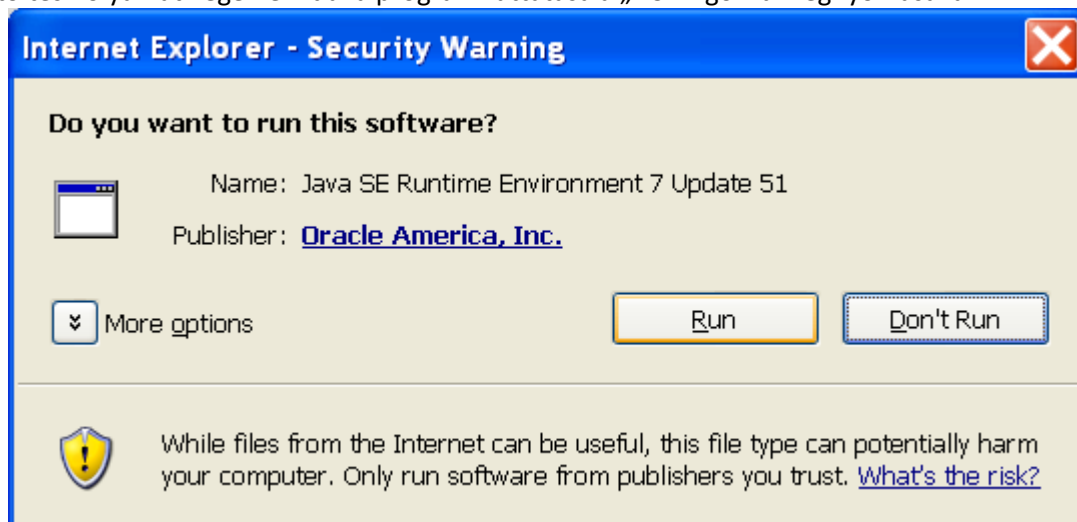 Internet Explorer - Security Warning
Do you want to run this software?
Name: Java SE Runtime Environment 7 Update 51
Publisher: Oracle America, Inc.
More options
Run
Don't Run
While files from the Internet can be useful, this file type can potentially harm
your computer. Only run software from publishers you trust. What's the risk?